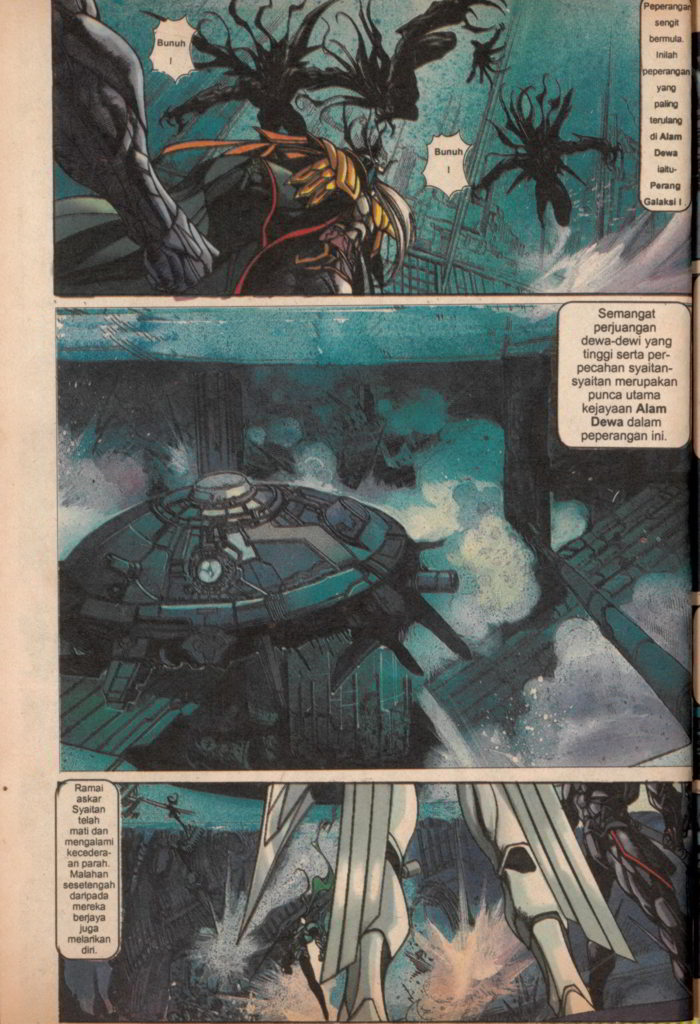 Bunuh
!
Bunuh
!
Peperangan
sengit
bermula.
Inilah
peperangan
yang
paling
terulang
di Alam
Dewa
iaitu-
Perang
Galaksi I .
Semangat
perjuangan
dewa-dewi yang
tinggi serta per-
pecahan syaitan-
syaitan merupakan
punca utama
kejayaan Alam
Dewa dalam
peperangan ini.
Ramai
askar
Syaitan
telah
mati dan
mengalami
kecedera-
an parah.
Malahan
sesetengah
daripada
mereka
berjaya
juga
melarikan
diri.